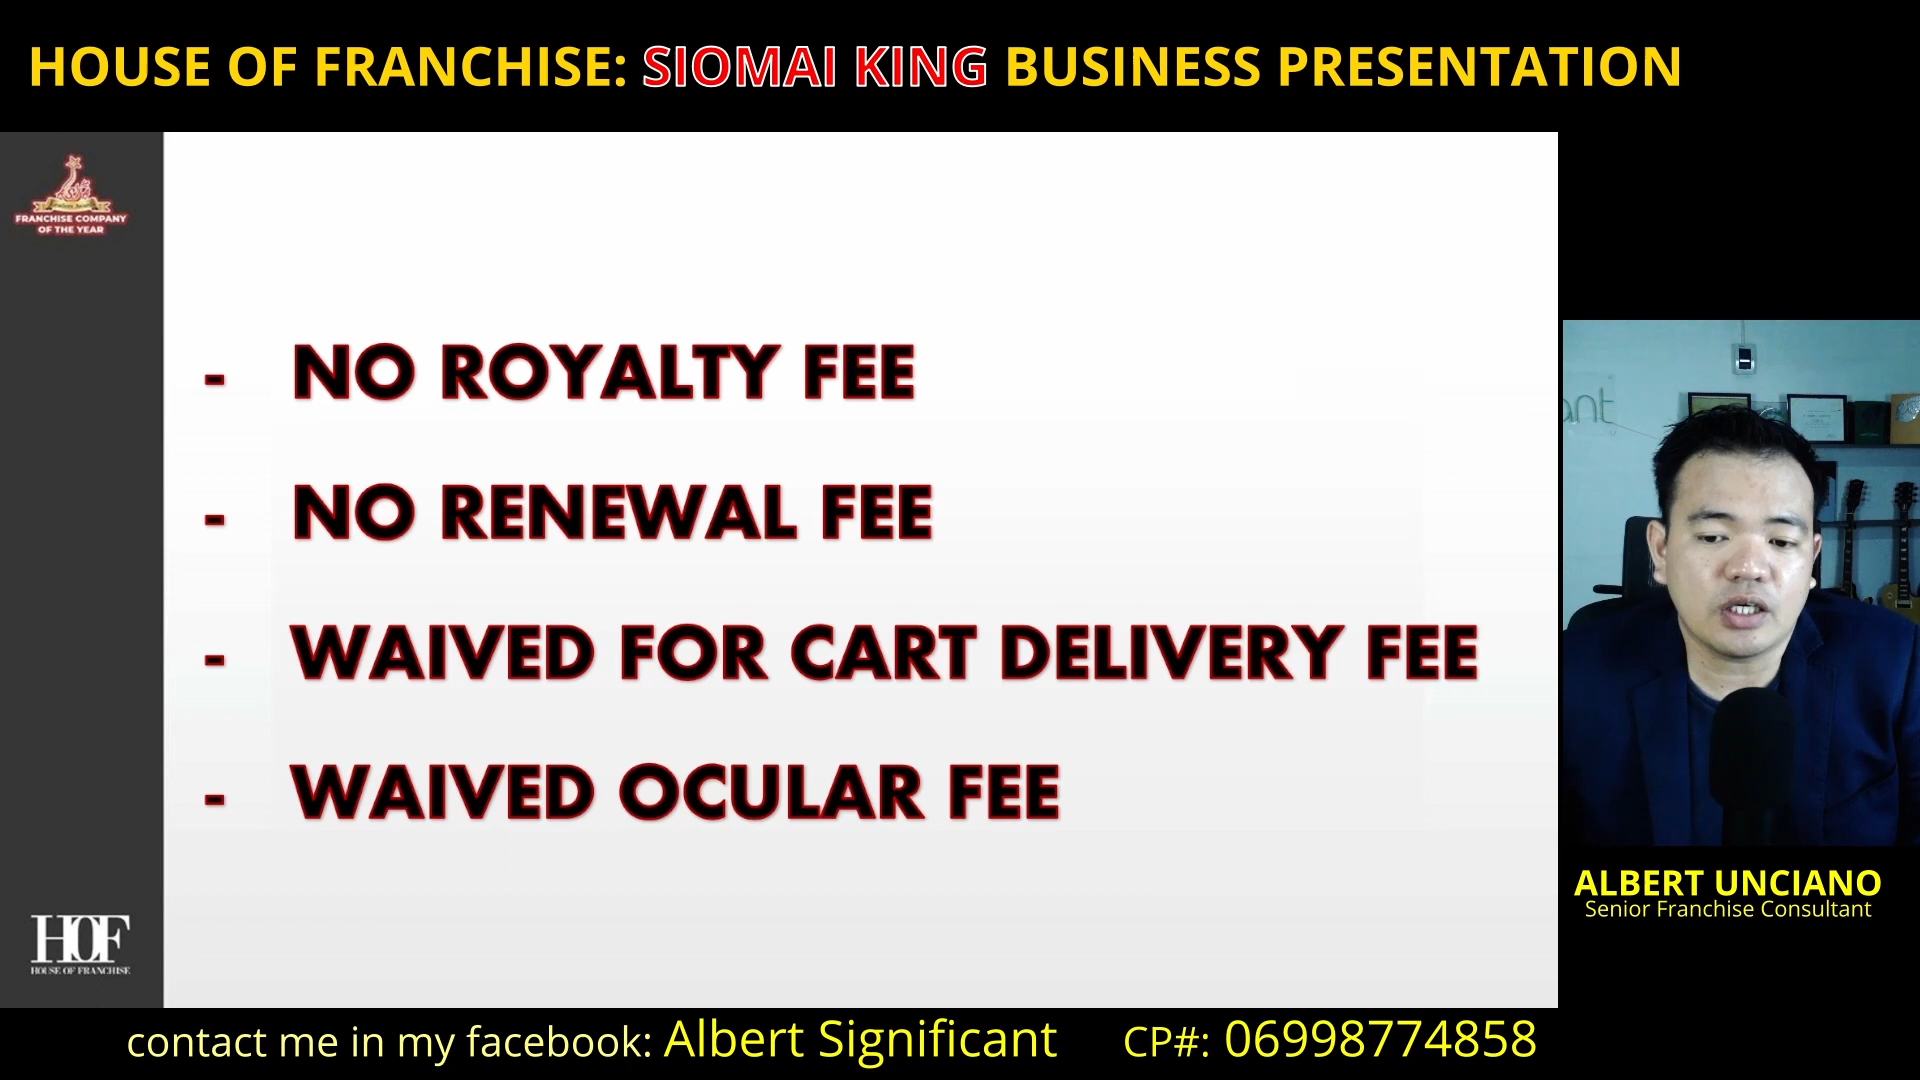 HOUSE OF FRANCHISE: SIOMAI KING BUSINESS PRESENTATION
FRANCHISE COMPANY
OF THE YEAR
- NO ROYALTY FEE
- NO RENEWAL FEE
- WAIVED FOR CART DELIVERY FEE
- WAIVED OCULAR FEE
HOF
HOUSE OF FRANCHISE
ant
ALBERT UNCIANO
Senior Franchise Consultant
contact me in my facebook: Albert Significant CP#: 06998774858